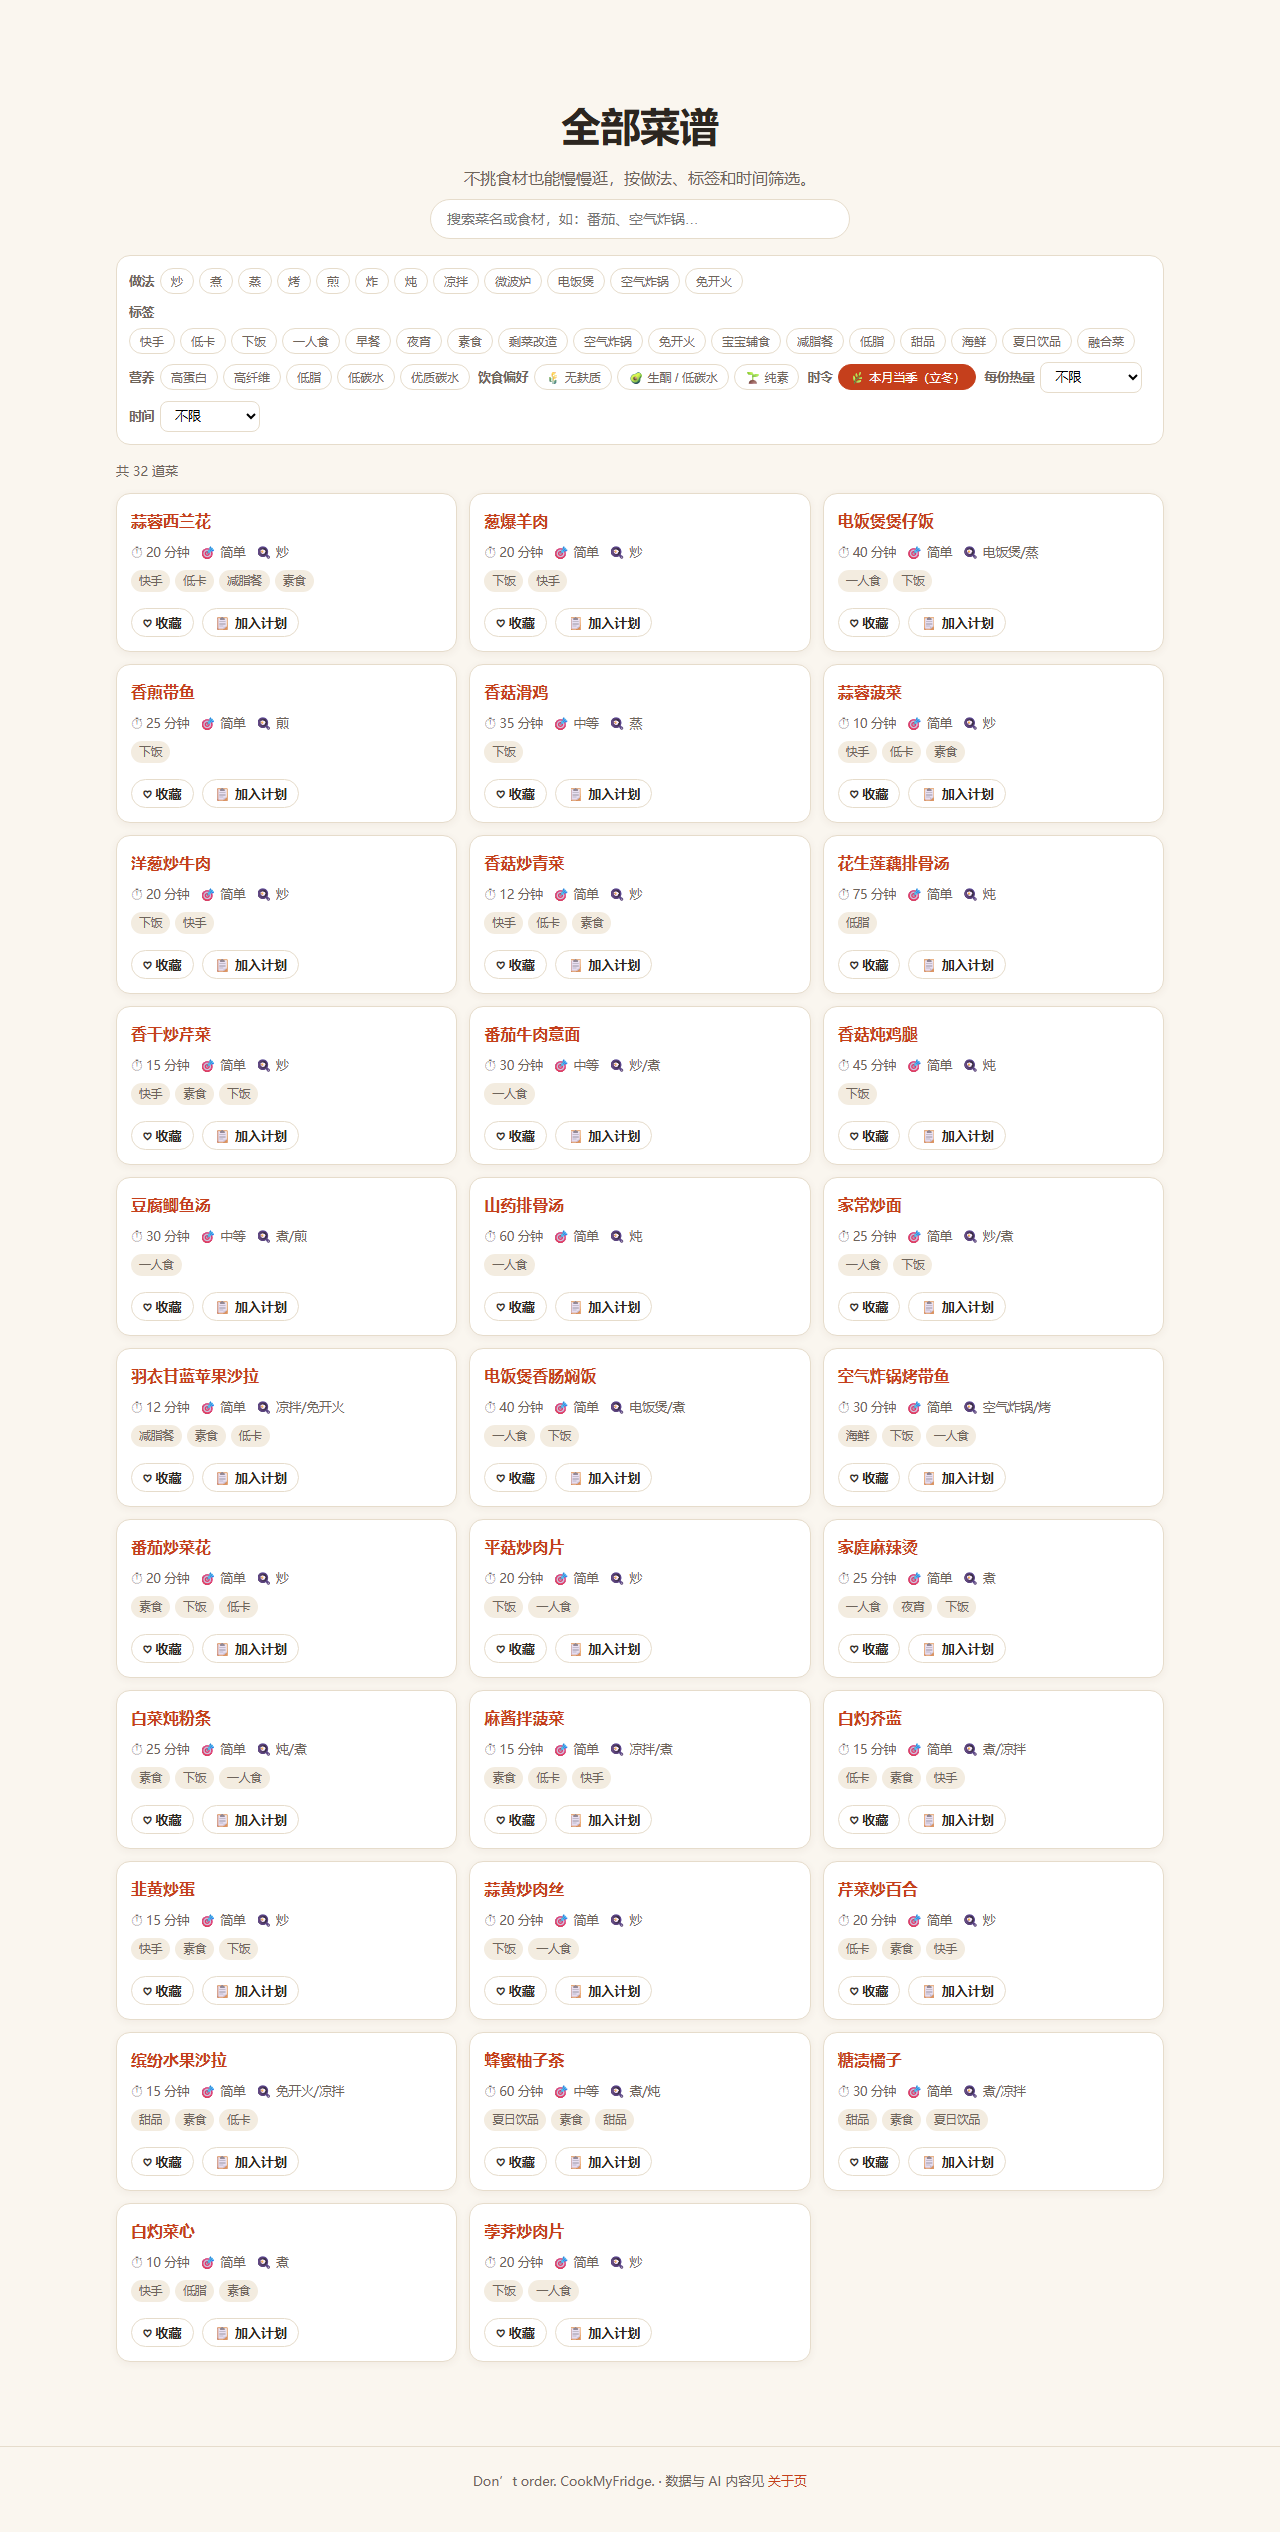 全部菜谱
不挑食材也能慢慢逛，按做法、标签和时间筛选。
搜索菜名或食材，如：番茄、空气炸锅...
做法 炒 煮 蒸 烤 煎 炸 炖 凉拌 微波炉 电饭煲 空气炸锅 免开火
标签
快手 低卡 下饭 一人食 早餐 夜宵 素食 剩菜改造 空气炸锅 免开火 宝宝辅食 减脂餐 低脂 甜品 海鲜 夏日饮品 融合菜
营养 高蛋白 高纤维 低脂 低碳水 优质碳水 饮食偏好 无麸质 生酮 / 低碳水 纯素 时令 本月当季（立冬） 每份热量 不限
时间 不限
共 32 道菜
蒜蓉西兰花
20 分钟 简单 炒
快手 低卡 减脂餐 素食
收藏 加入计划
葱爆羊肉
20 分钟 简单 炒
下饭 快手
收藏 加入计划
电饭煲煲仔饭
40 分钟 简单 电饭煲/蒸
一人食 下饭
收藏 加入计划
香煎带鱼
25 分钟 简单 煎
下饭
收藏 加入计划
香菇滑鸡
35 分钟 中等 蒸
下饭
收藏 加入计划
蒜蓉菠菜
10 分钟 简单 炒
快手 低卡 素食
收藏 加入计划
洋葱炒牛肉
20 分钟 简单 炒
下饭 快手
收藏 加入计划
香菇炒青菜
12 分钟 简单 炒
快手 低卡 素食
收藏 加入计划
花生莲藕排骨汤
75 分钟 简单 炖
低脂
收藏 加入计划
香干炒芹菜
15 分钟 简单 炒
快手 素食 下饭
收藏 加入计划
番茄牛肉意面
30 分钟 中等 炒/煮
一人食
收藏 加入计划
香菇炖鸡腿
45 分钟 简单 炖
下饭
收藏 加入计划
豆腐鲫鱼汤
30 分钟 中等 煮/煎
一人食
收藏 加入计划
山药排骨汤
60 分钟 简单 炖
一人食
收藏 加入计划
家常炒面
25 分钟 简单 炒/煮
一人食 下饭
收藏 加入计划
羽衣甘蓝苹果沙拉
12 分钟 简单 凉拌/免开火
减脂餐 素食 低卡
收藏 加入计划
电饭煲香肠焖饭
40 分钟 简单 电饭煲/煮
一人食 下饭
收藏 加入计划
空气炸锅烤带鱼
30 分钟 简单 空气炸锅/烤
海鲜 下饭 一人食
收藏 加入计划
番茄炒菜花
20 分钟 简单 炒
素食 下饭 低卡
收藏 加入计划
平菇炒肉片
20 分钟 简单 炒
下饭 一人食
收藏 加入计划
家庭麻辣烫
25 分钟 简单 煮
一人食 夜宵 下饭
收藏 加入计划
白菜炖粉条
25 分钟 简单 炖/煮
素食 下饭 一人食
收藏 加入计划
麻酱拌菠菜
15 分钟 简单 凉拌/煮
素食 低卡 快手
收藏 加入计划
白灼芥蓝
15 分钟 简单 煮/凉拌
低卡 素食 快手
收藏 加入计划
韭黄炒蛋
15 分钟 简单 炒
快手 素食 下饭
收藏 加入计划
蒜黄炒肉丝
20 分钟 简单 炒
下饭 一人食
收藏 加入计划
芹菜炒百合
20 分钟 简单 炒
低卡 素食 快手
收藏 加入计划
缤纷水果沙拉
15 分钟 简单 免开火/凉拌
甜品 素食 低卡
收藏 加入计划
蜂蜜柚子茶
60 分钟 中等 煮/炖
夏日饮品 素食 甜品
收藏 加入计划
糖渍橘子
30 分钟 简单 煮/凉拌
甜品 素食 夏日饮品
收藏 加入计划
白灼菜心
10 分钟 简单 煮
快手 低脂 素食
收藏 加入计划
荸荠炒肉片
20 分钟 简单 炒
下饭 一人食
收藏 加入计划
Don’t order. CookMyFridge. · 数据与 AI 内容见 关于页